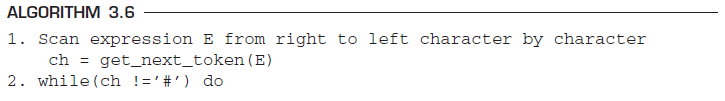 ALGORITHM 3.6
1. Scan expression E from right to left character by character
ch = get_next_token(E)
2. while(ch !='#') do